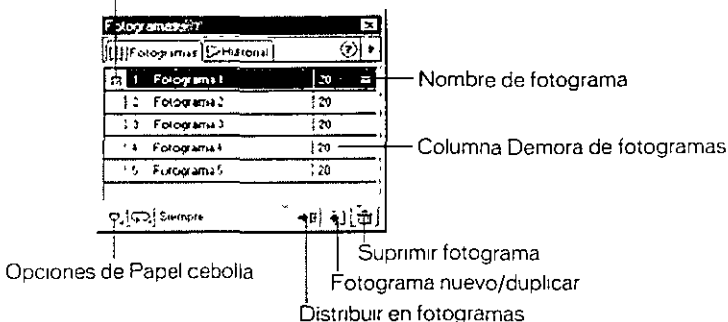 Fotogramas
Fotogramas Historial ?
1 Fotograma 1 20
Nombre de fotograma
2 Fotograma 2 20
3 Fotograma 3 20
4 Fotograma 4 20
Columna Demora de fotogramas
5 Fotograma 5 20
Siempre
Suprimir fotograma
Opciones de Papel cebolla
Fotograma nuevo/duplicar
Distribuir en fotogramas